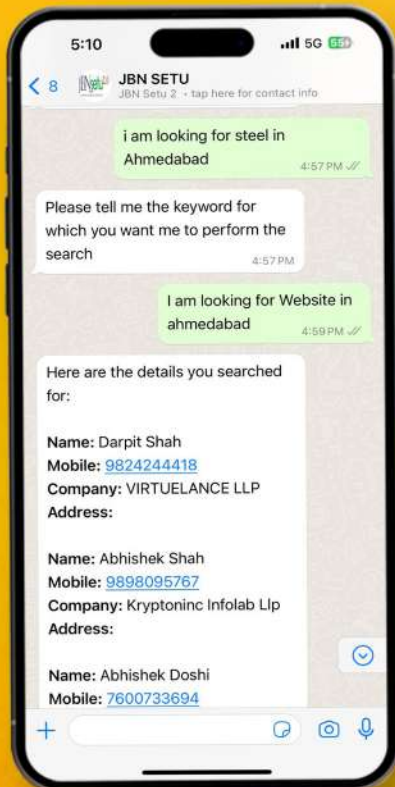 5:10
5G 55
8
JBN SETU
JBN Setu 2 • tap here for contact info
i am looking for steel in
Ahmedabad
4:57 PM
Please tell me the keyword for
which you want me to perform the
search
4:57 PM
I am looking for Website in
ahmedabad
4:59 PM
Here are the details you searched
for:
Name: Darpit Shah
Mobile: 9824244418
Company: VIRTUELANCE LLP
Address:
Name: Abhishek Shah
Mobile: 9898095767
Company: Kryptoninc Infolab Llp
Address:
Name: Abhishek Doshi
Mobile: 7600733694